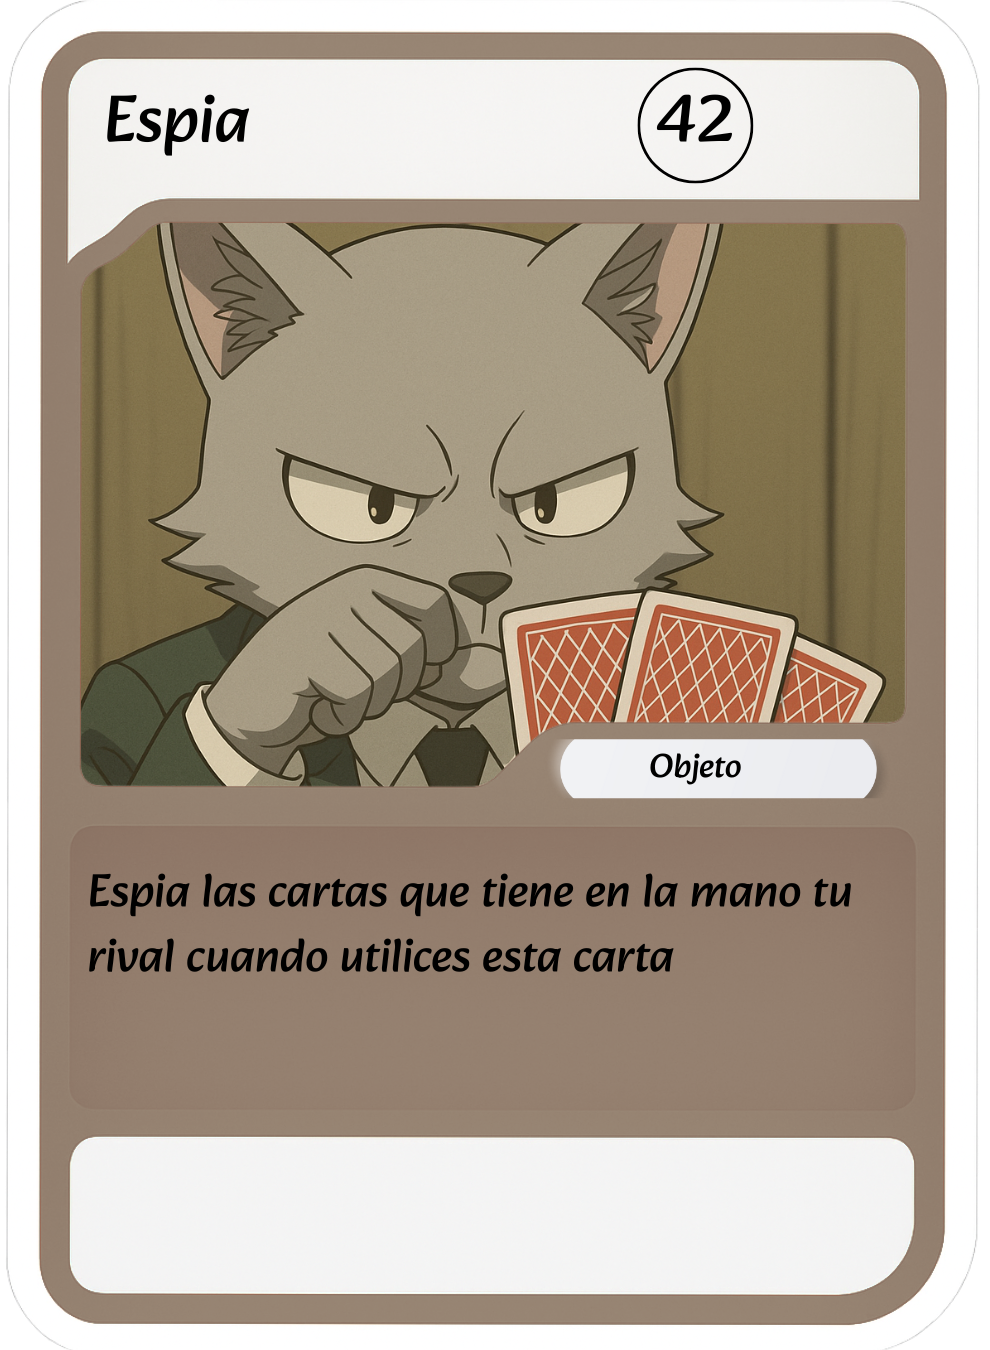 Espia
42
Objeto
Espia las cartas que tiene en la mano tu
rival cuando utilices esta carta